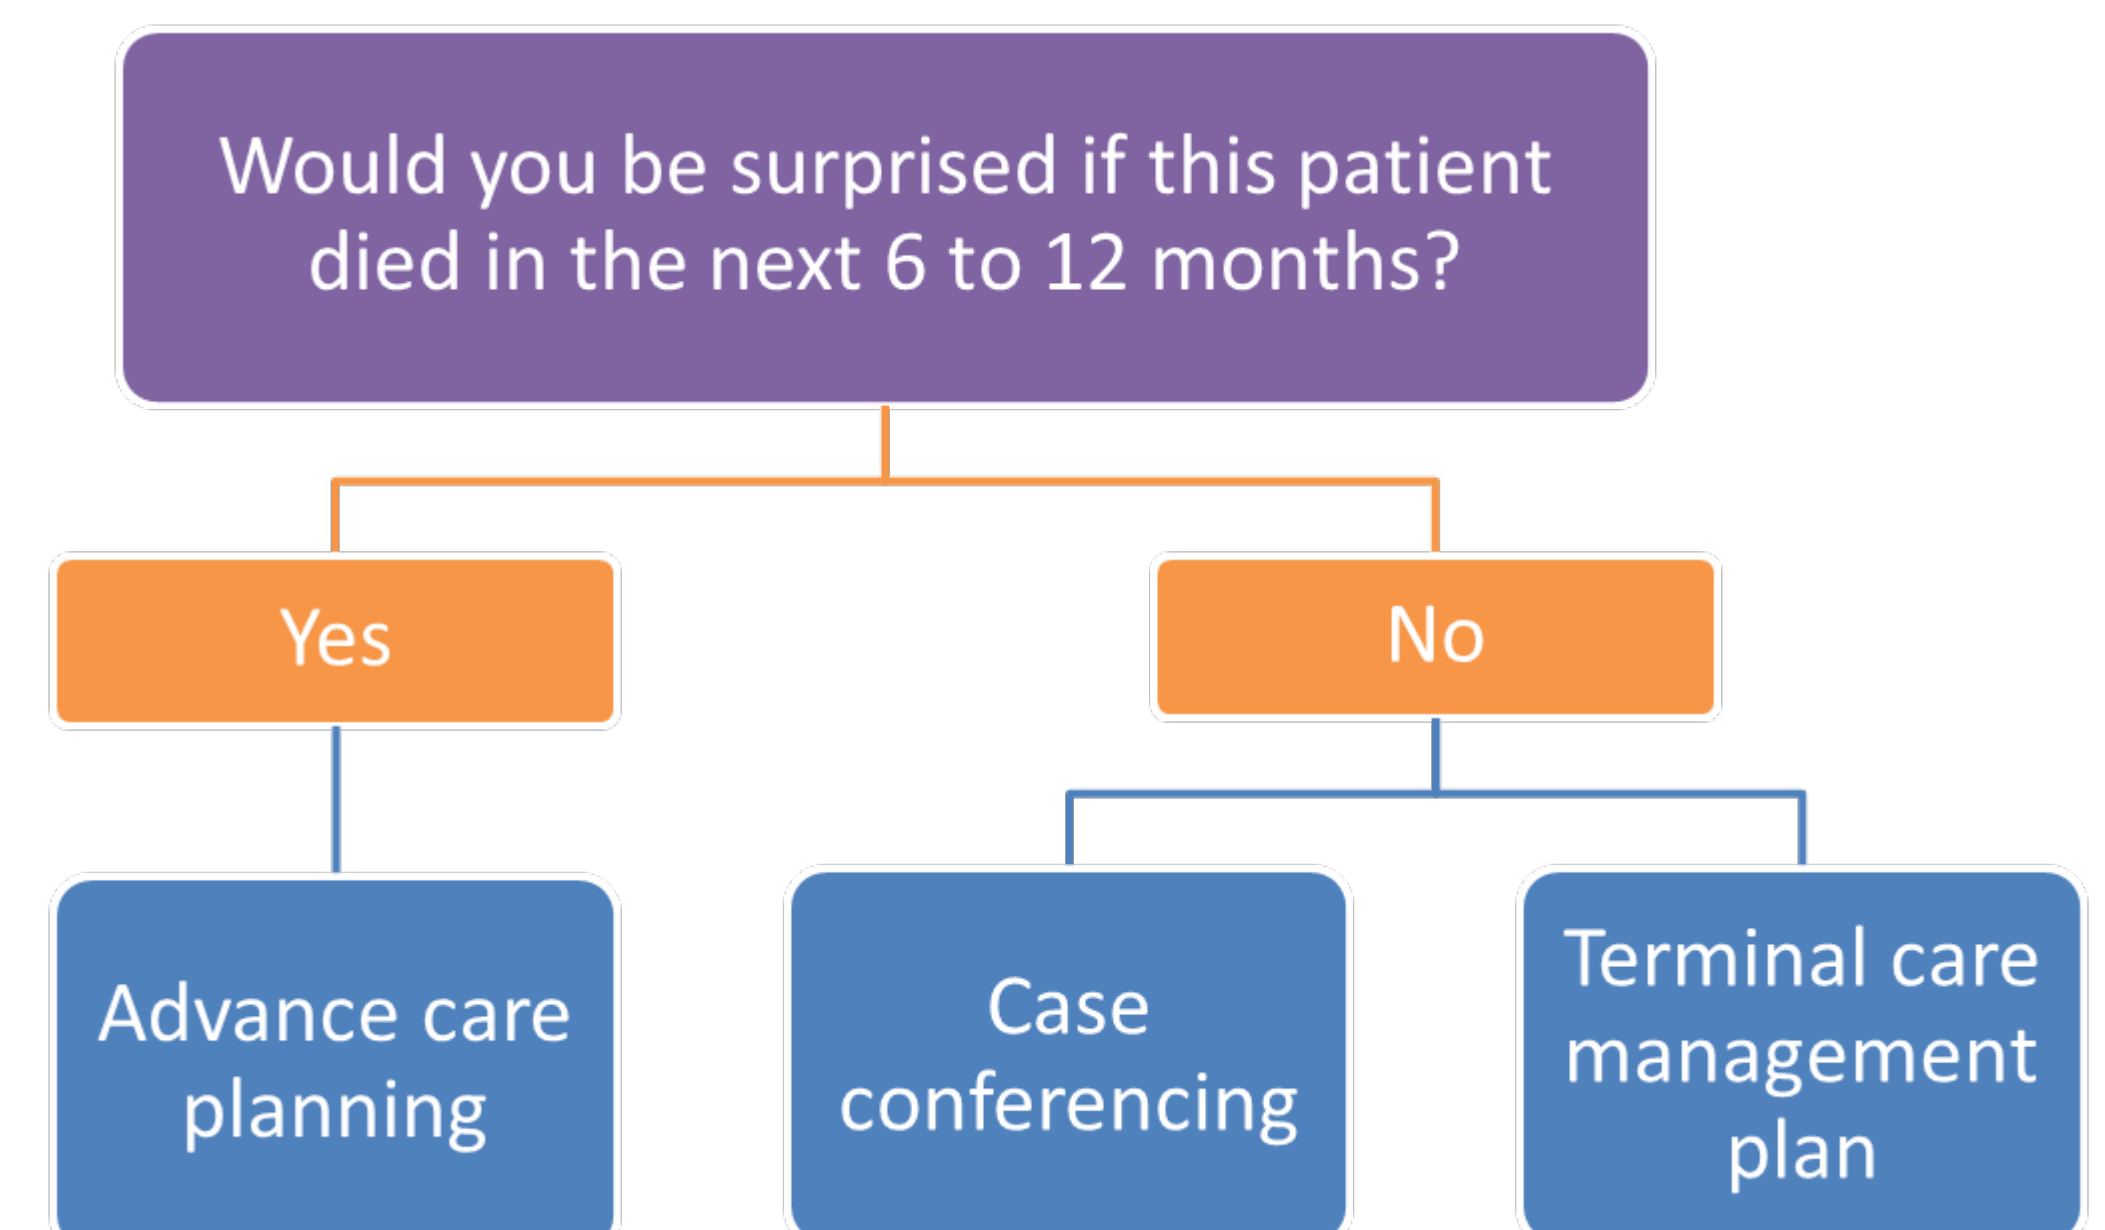 Would you be surprised if this patient
died in the next 6 to 12 months?
Yes
No
Advance care
planning
Case
conferencing
Terminal care
management
plan